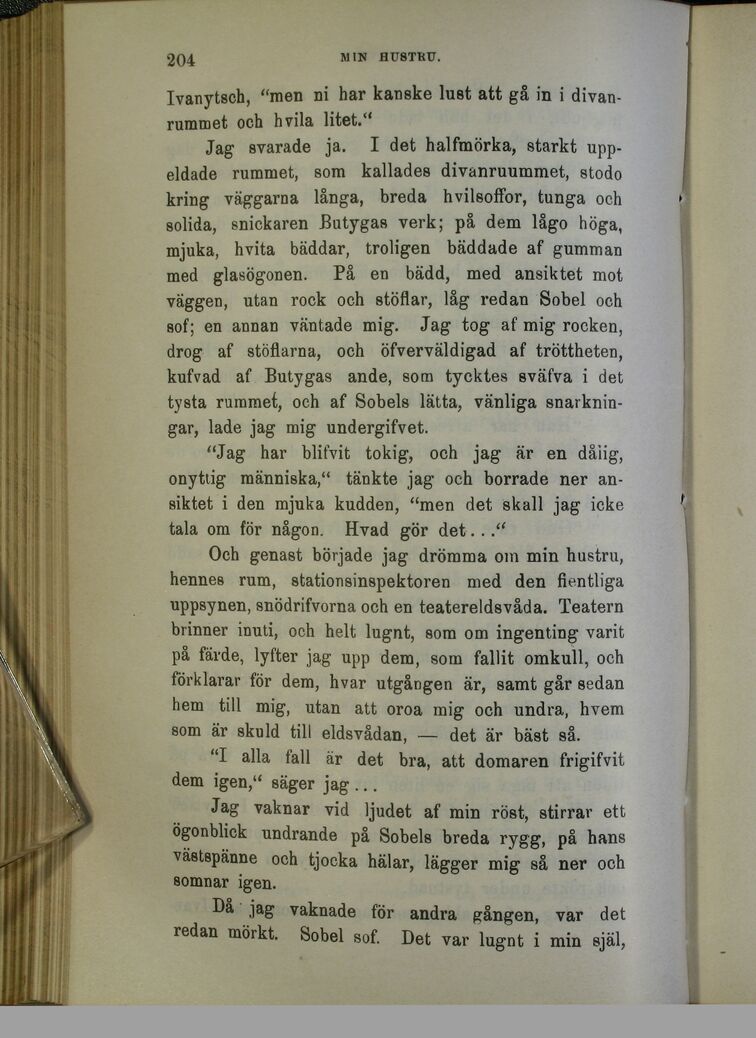 204 MIN HUSTRU.
Ivanytsch, “men ni har kanske lust att gå in i divan-
rummet och hvila litet.“
Jag svarade ja. I det halfmörka, starkt upp-
eldade rummet, som kallades divanruummet, stodo
kring väggarna långa, breda hvilsoffor, tunga och
solida, snickaren Butygas verk; på dem lågo höga,
mjuka, hvita bäddar, troligen bäddade af gumman
med glasögonen. På en bädd, med ansiktet mot
väggen, utan rock och stöflar, låg redan Sobel och
sof; en annan väntade mig. Jag tog af mig rocken,
drog af stöflarna, och öfverväldigad af tröttheten,
kufvad af Butygas ande, som tycktes sväfva i det
tysta rummet, och af Sobels lätta, vänliga snarknin-
gar, lade jag mig undergifvet.
“Jag har blifvit tokig, och jag är en dålig,
onyttig människa,“ tänkte jag och borrade ner an-
siktet i den mjuka kudden, “men det skall jag icke
tala om för någon. Hvad gör det. . .“
Och genast började jag drömma om min hustru,
hennes rum, stationsinspektoren med den fientliga
uppsynen, snödrifvorna och en teatereldsvåda. Teatern
brinner inuti, och helt lugnt, som om ingenting varit
på färde, lyfter jag upp dem, som fallit omkull, och
förklarar för dem, hvar utgången är, samt går sedan
hem till mig, utan att oroa mig och undra, hvem
som är skuld till eldsvådan, — det är bäst så.
“I alla fall är det bra, att domaren frigifvit
dem igen,“ säger jag . . .
Jag vaknar vid ljudet af min röst, stirrar ett
ögonblick undrande på Sobels breda rygg, på hans
västspänne och tjocka hälar, lägger mig så ner och
somnar igen.
Då jag vaknade för andra gången, var det
redan mörkt. Sobel sof. Det var lugnt i min själ,